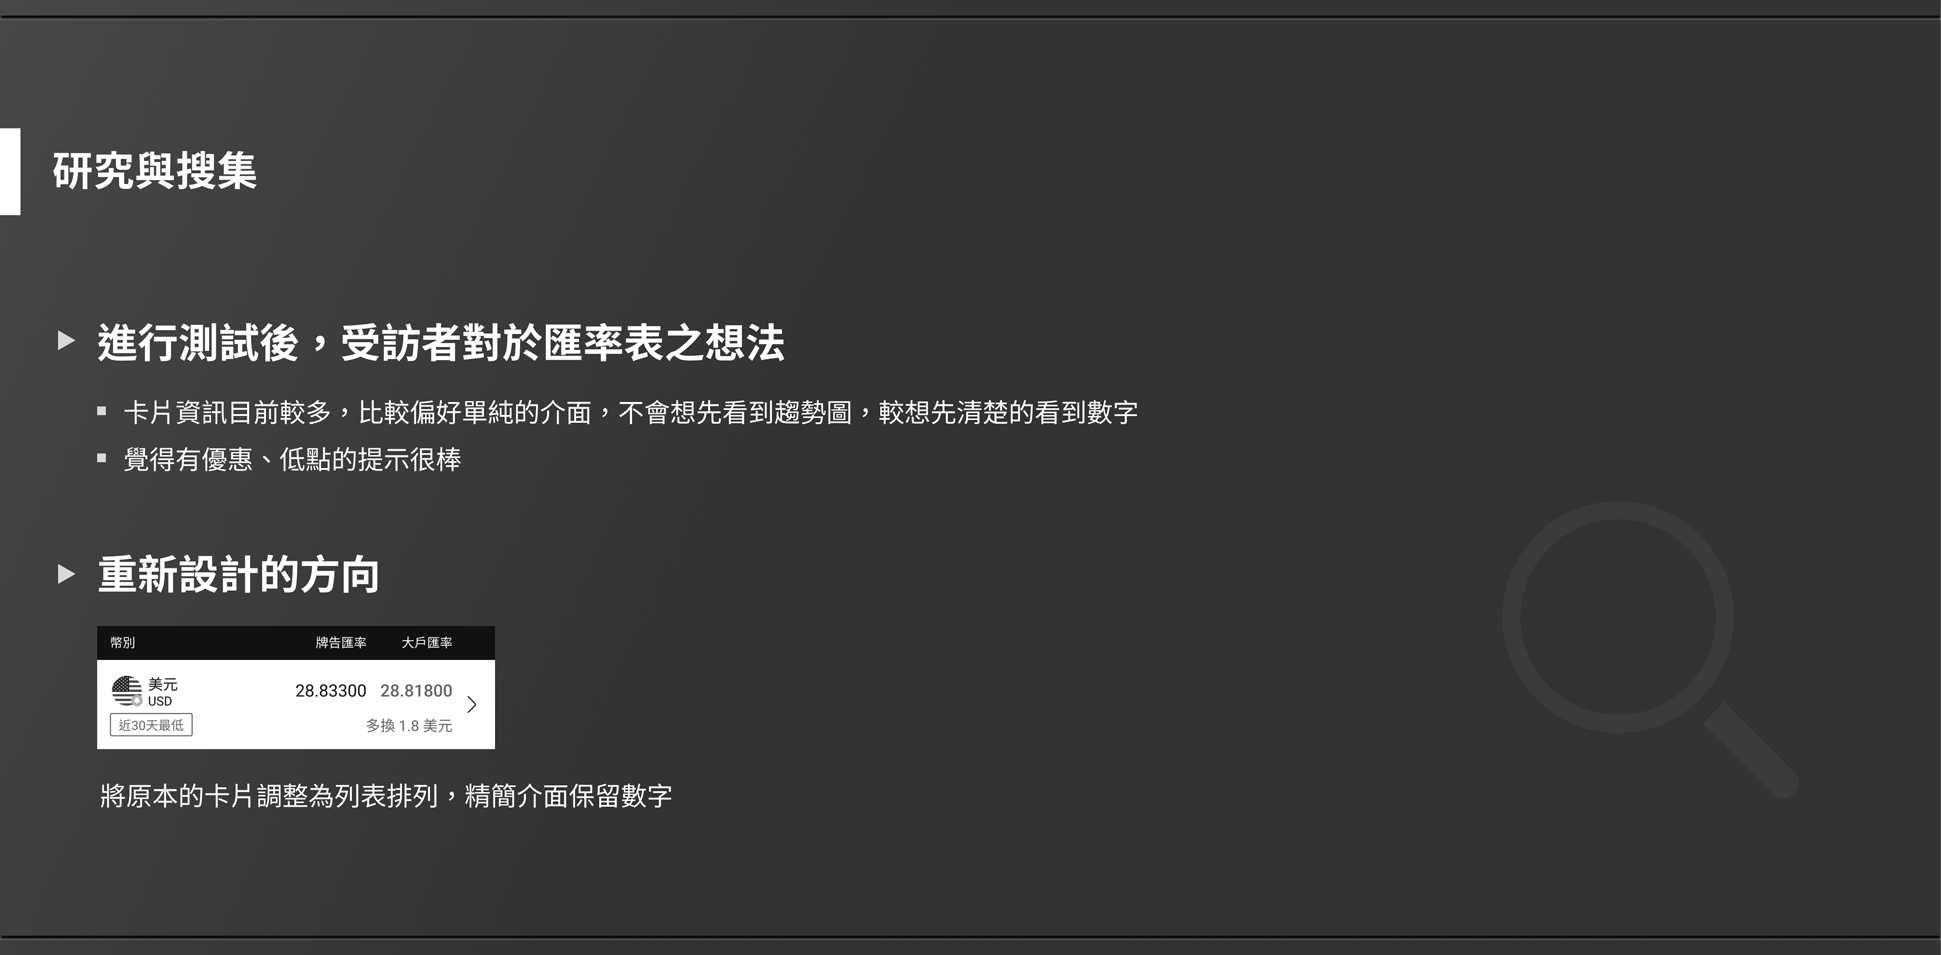 研究與搜集
進行測試後，受訪者對於匯率表之想法
卡片資訊目前較多，比較偏好單純的介面，不會想先看到趨勢圖，較想先清楚的看到數字
覺得有優惠、低點的提示很棒
重新設計的方向
幣別 牌告匯率 大戶匯率
美元 28.83300 28.81800
USD
近30天最低 多換 1.8 美元
將原本的卡片調整為列表排列，精簡介面保留數字